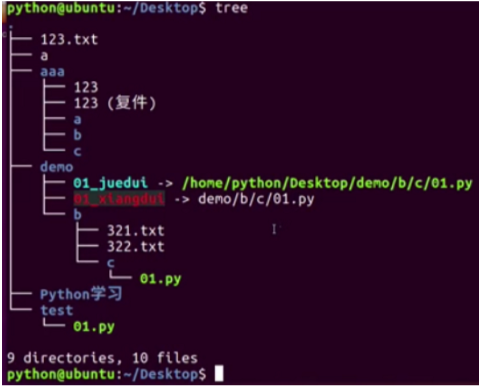 python@ubuntu:~/Desktop$ tree
.
├── 123.txt
├── a
├── aaa
│   ├── 123
│   ├── 123 (复件)
│   ├── a
│   ├── b
│   └── c
├── demo
│   ├── 01_juedui -> /home/python/Desktop/demo/b/c/01.py
│   ├── 01_xiangdui -> demo/b/c/01.py
│   └── b
│       ├── 321.txt
│       ├── 322.txt
│       └── c
│           └── 01.py
├── Python学习
└── test
    └── 01.py
9 directories, 10 files
python@ubuntu:~/Desktop$